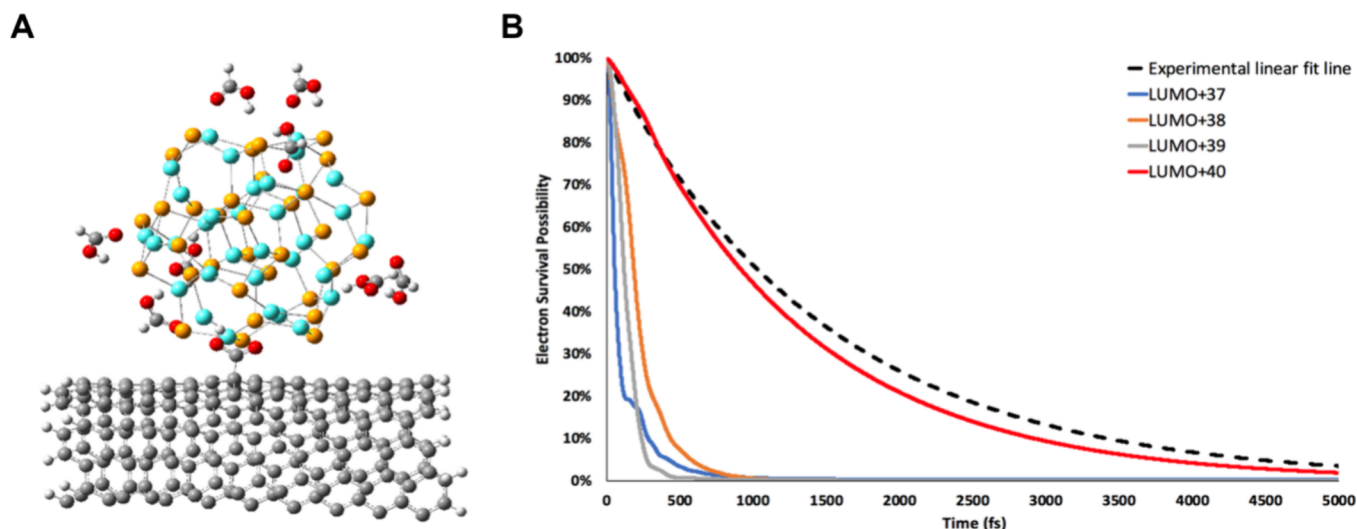 A
B
100%
90%
80%
70%
60%
50%
40%
30%
20%
10%
0%
Electron Survival Possibility
Experimental linear fit line
LUMO+37
LUMO+38
LUMO+39
LUMO+40
0 500 1000 1500 2000 2500 3000 3500 4000 4500 5000
Time (fs)